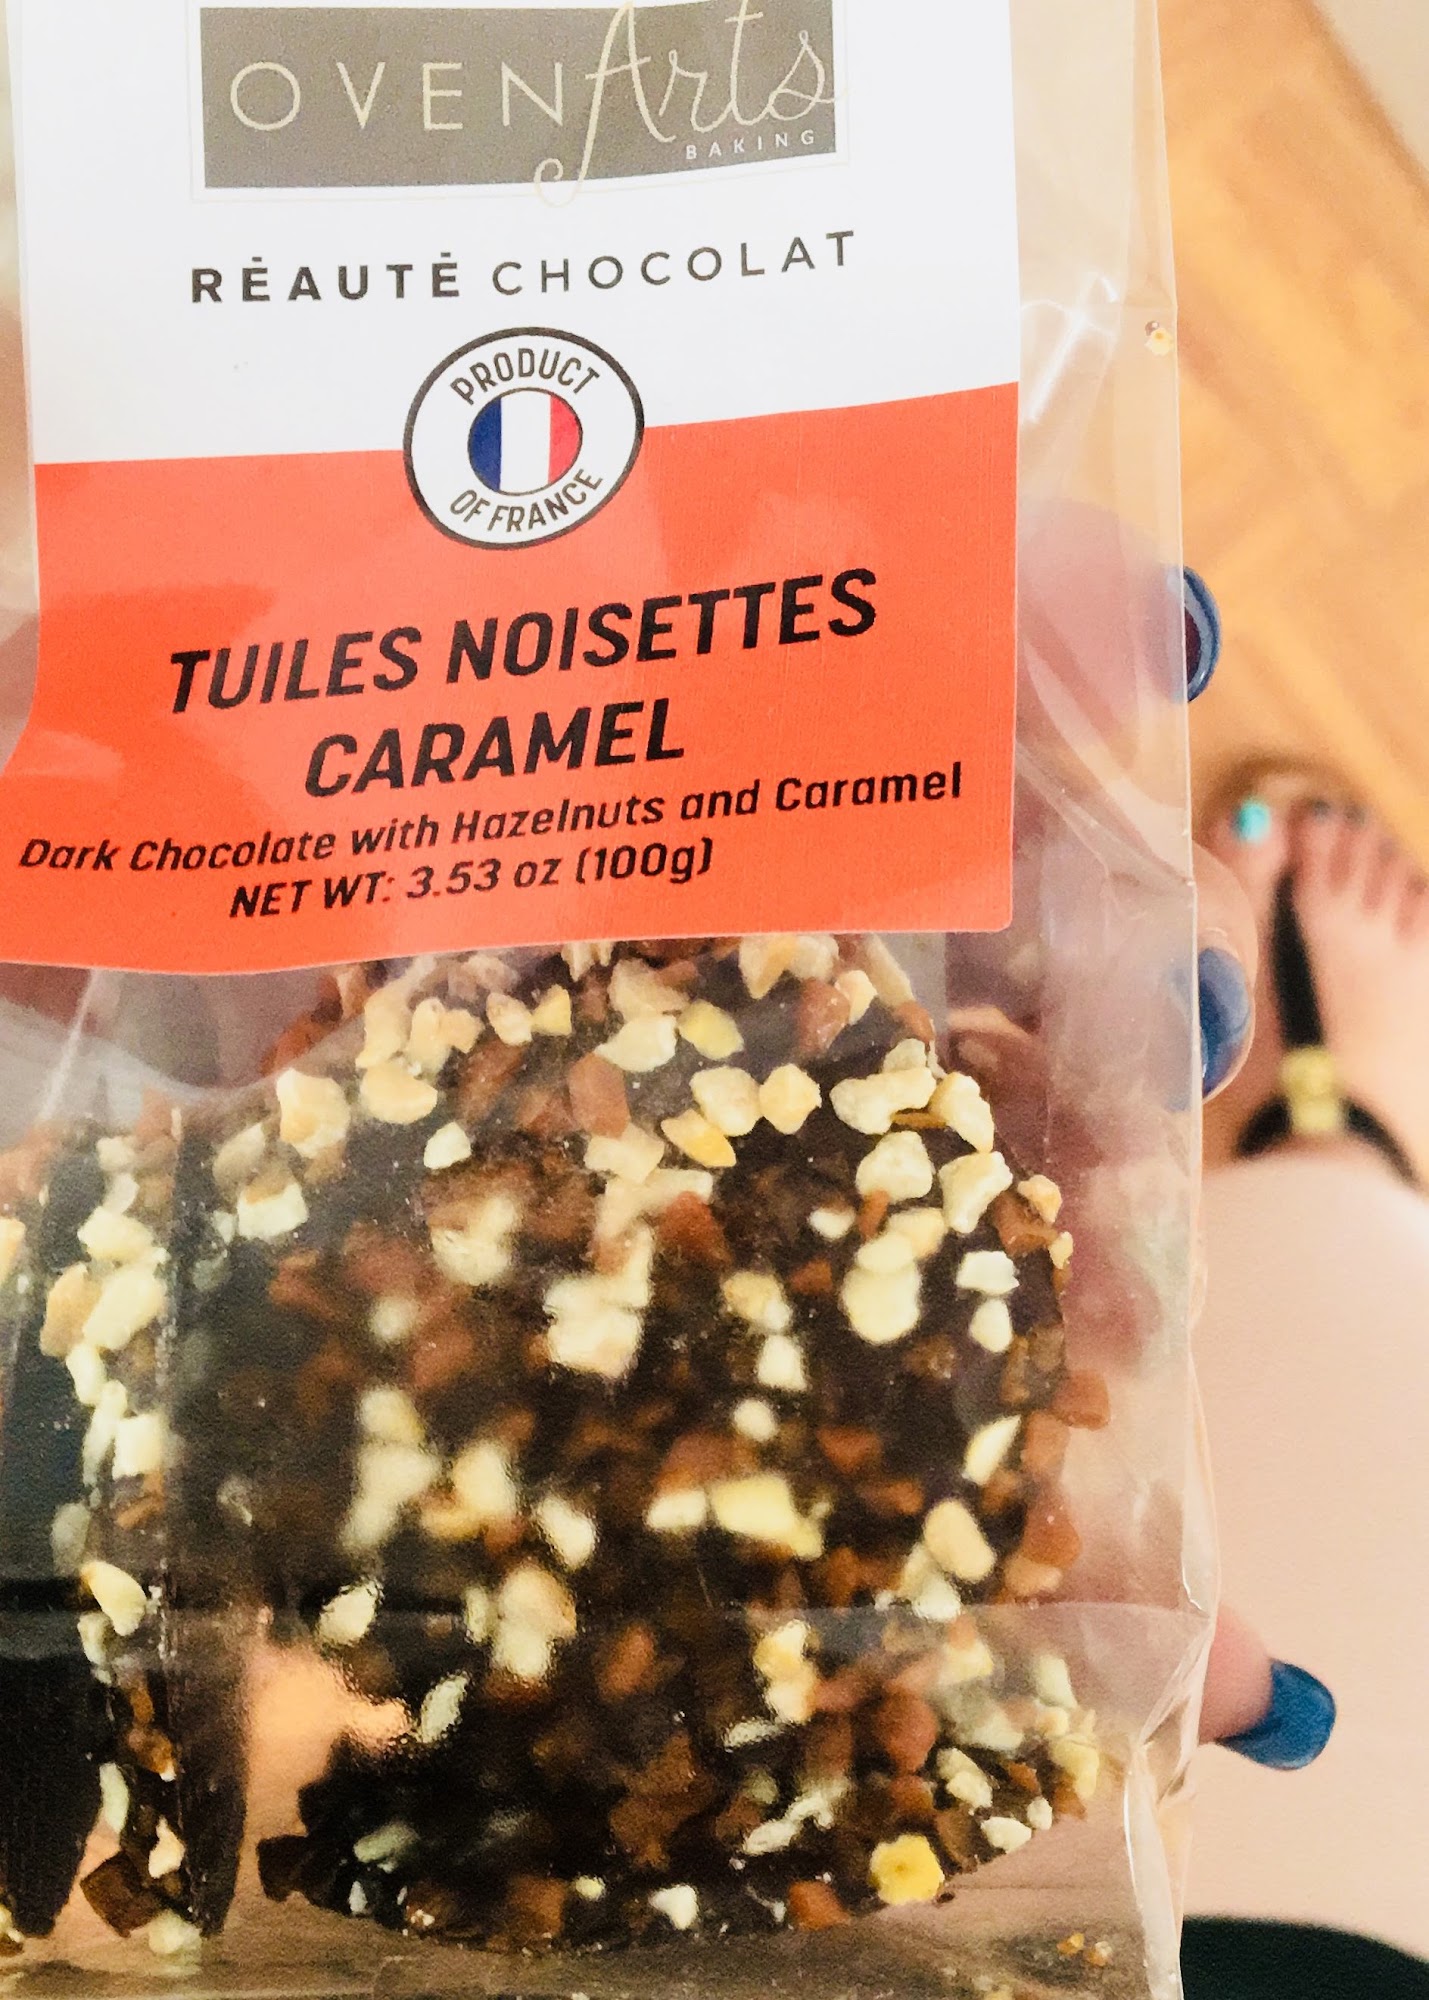 OVEN Arts
BAKING
RĖAUTĖ CHOCOLAT
PRODUCT
OF FRANCE
TUILES NOISETTES
CARAMEL
Dark Chocolate with Hazelnuts and Caramel
NET WT: 3.53 oz (100g)